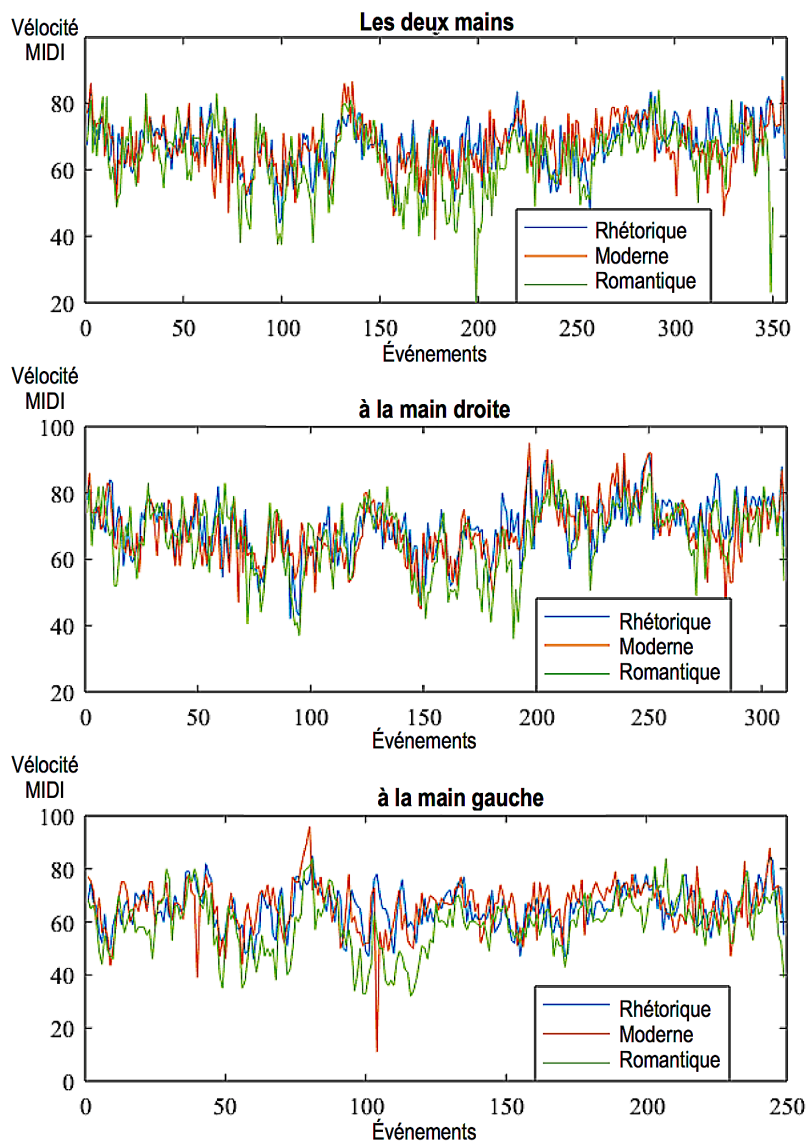 Les deux mains
Vélocité
MIDI
80
60
40
20
Rhétorique
Moderne
Romantique
0 50 100 150 200 250 300 350
Événements
Vélocité
MIDI
à la main droite
100
80
60
40
20
Rhétorique
Moderne
Romantique
0 50 100 150 200 250 300
Événements
Vélocité
MIDI
à la main gauche
100
80
60
40
20
0
Rhétorique
Moderne
Romantique
0 50 100 150 200 250
Événements